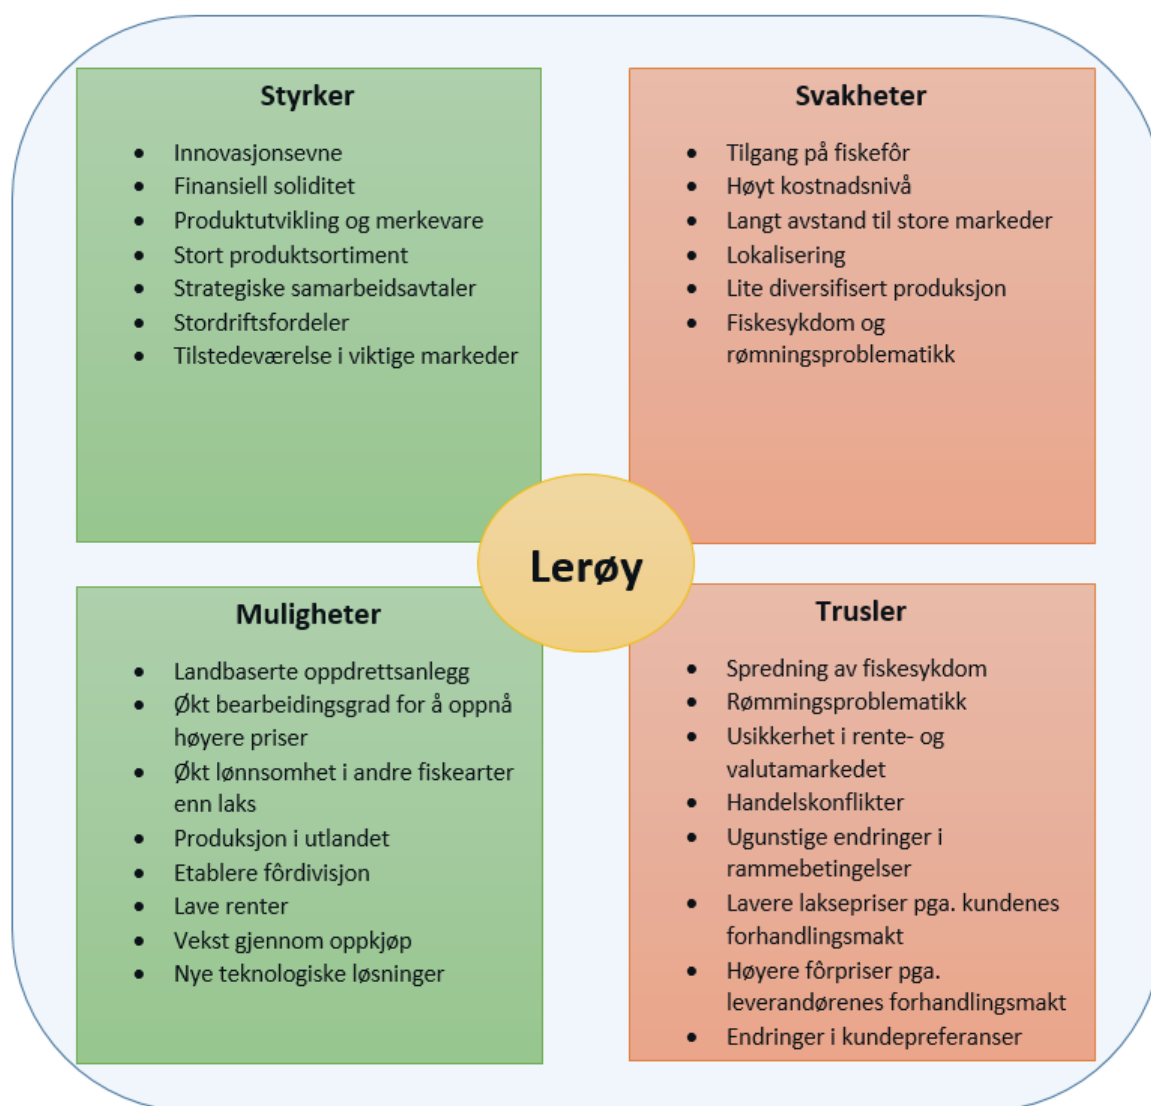 Styrker
• Innovasjonsevne
• Finansiell soliditet
• Produktutvikling og merkevare
• Stort produktsortiment
• Strategiske samarbeidsavtaler
• Stordriftsfordeler
• Tilstedeværelse i viktige markeder
Svakheter
• Tilgang på fiskefôr
• Høyt kostnadsnivå
• Langt avstand til store markeder
• Lokalisering
• Lite diversifisert produksjon
• Fiskesykdom og
rømningsproblematikk
Lerøy
Muligheter
• Landbaserte oppdrettsanlegg
• Økt bearbeidingsgrad for å oppnå
høyere priser
• Økt lønnsomhet i andre fiskearter
enn laks
• Produksjon i utlandet
• Etablere fôrdivisjon
• Lave renter
• Vekst gjennom oppkjøp
• Nye teknologiske løsninger
Trusler
• Spredning av fiskesykdom
• Rømmingsproblematikk
• Usikkerhet i rente- og
valutamarkedet
• Handelskonflikter
• Ugunstige endringer i
rammebetingelser
• Lavere laksepriser pga. kundenes
forhandlingsmakt
• Høyere fôrpriser pga.
leverandørenes forhandlingsmakt
• Endringer i kundepreferanser